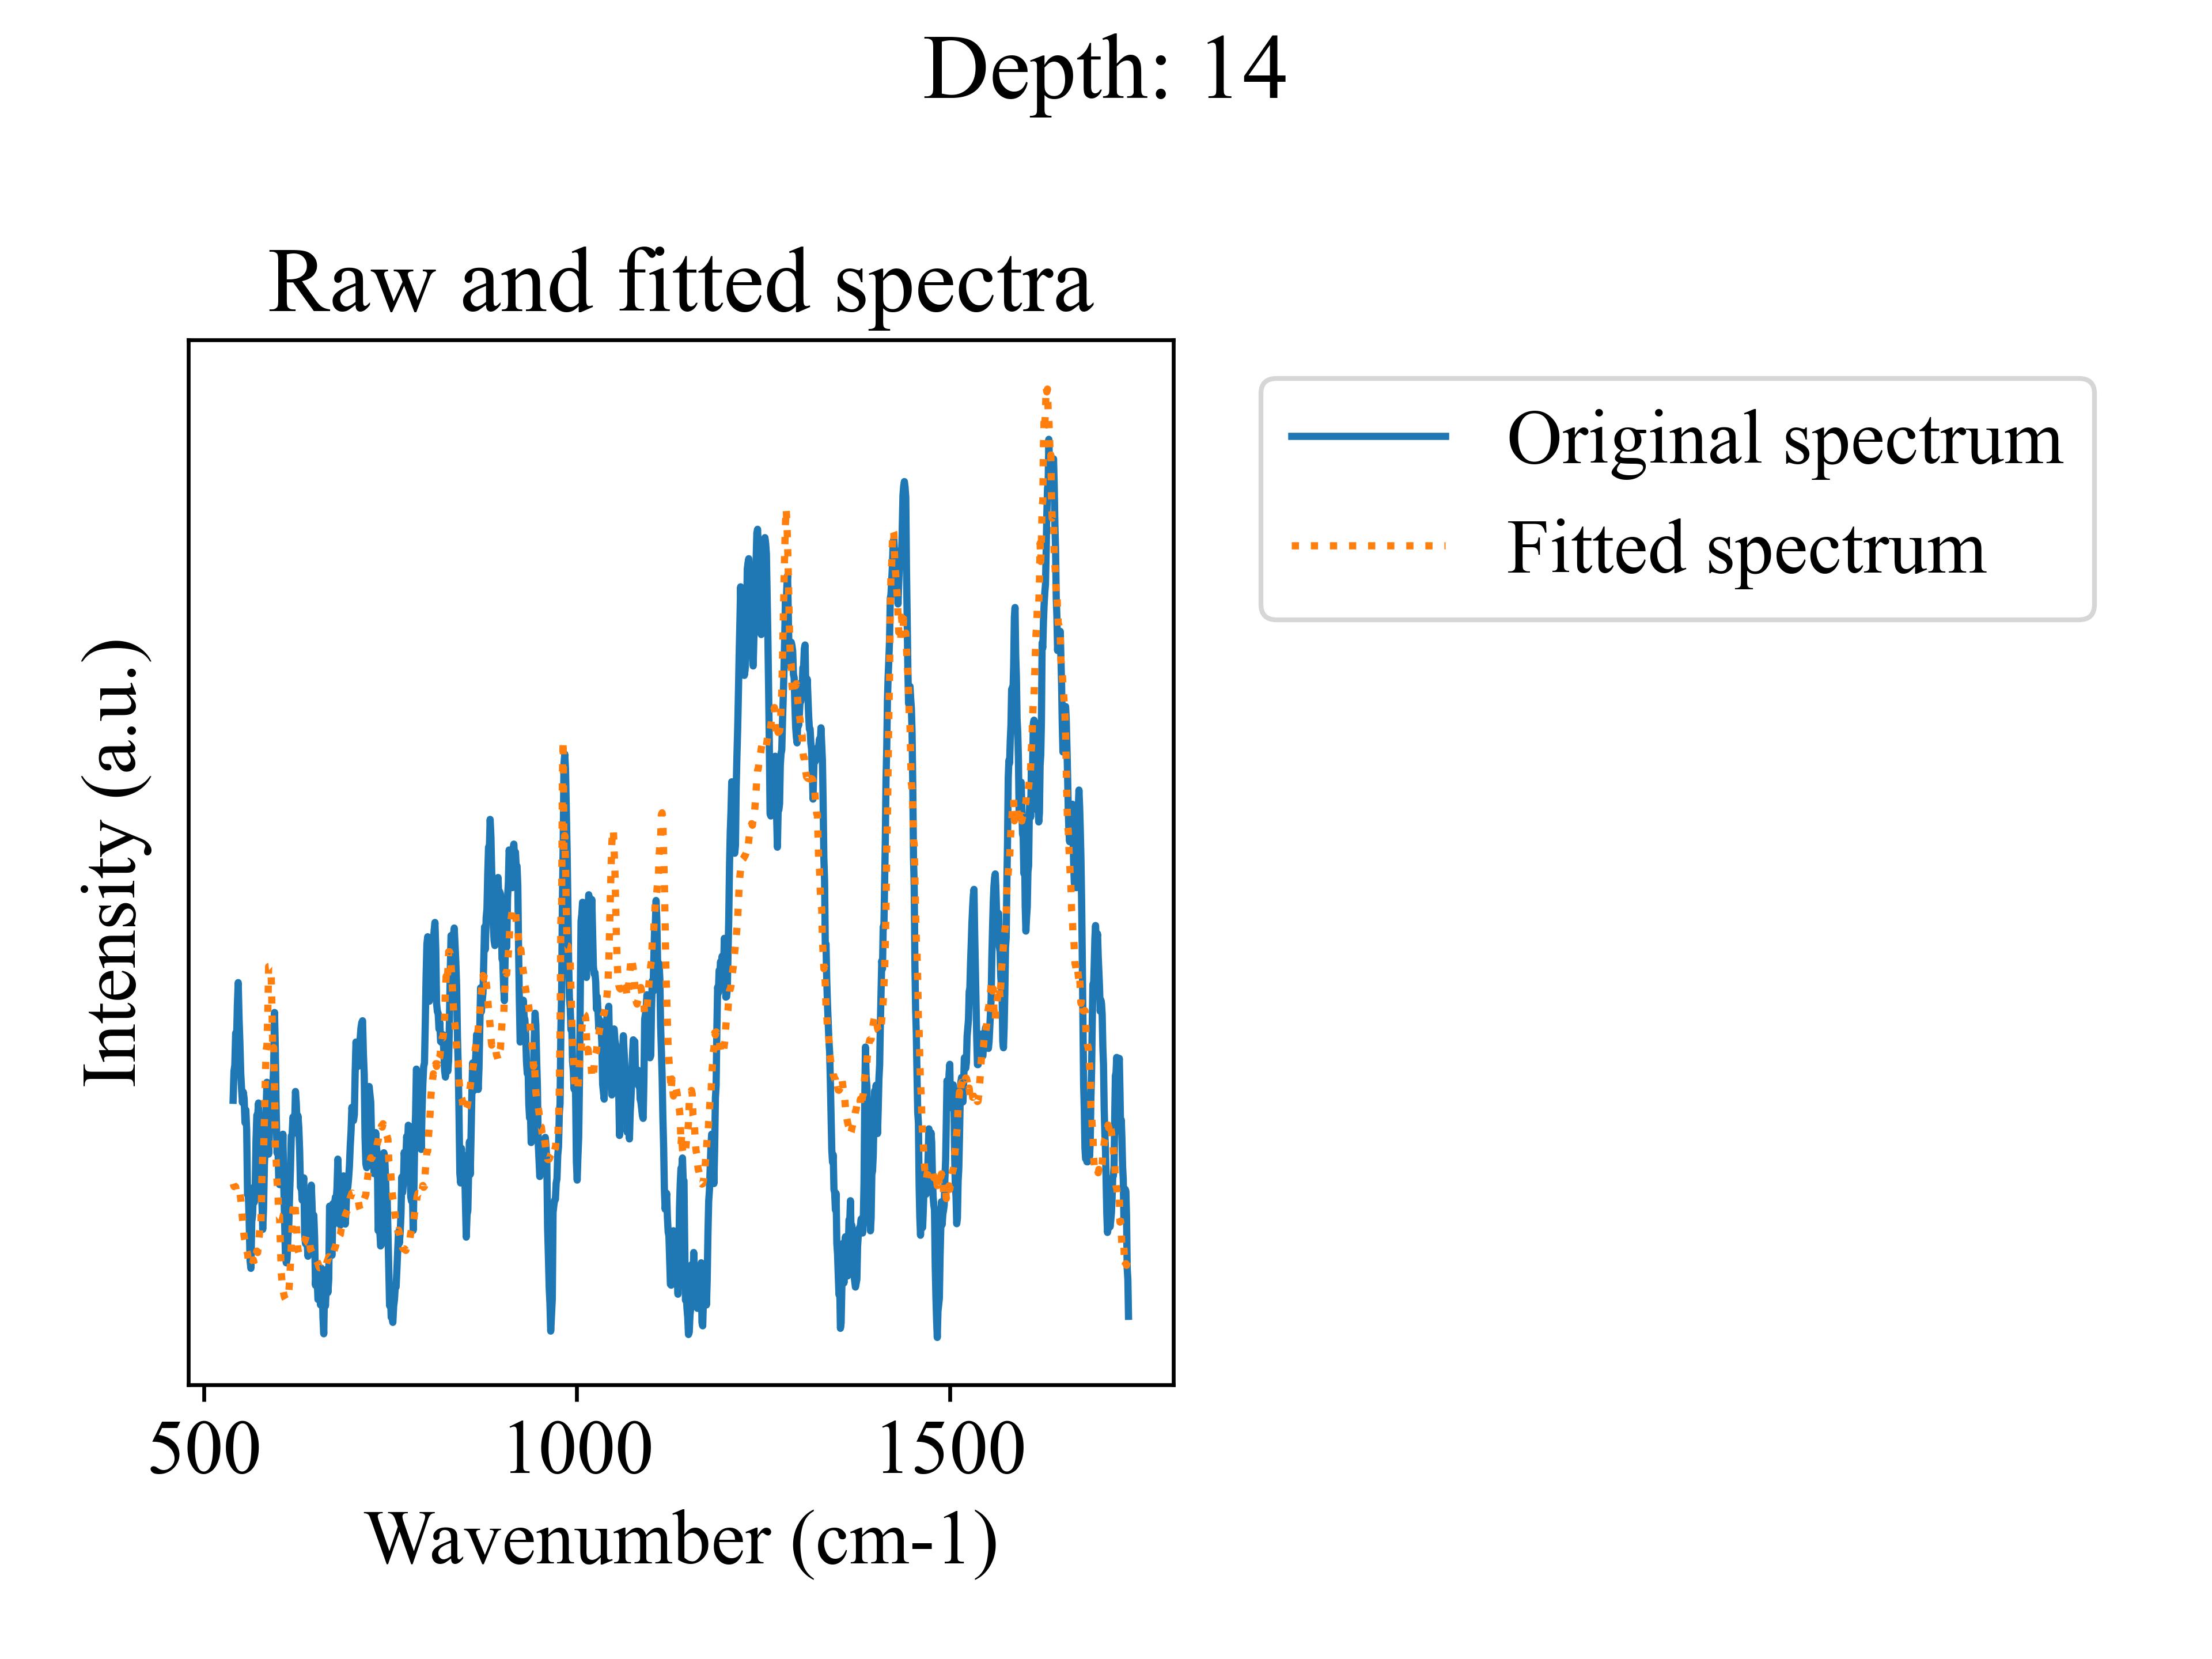 Depth: 14
Raw and fitted spectra
Original spectrum
Fitted spectrum
Intensity (a.u.)
500 1000 1500
Wavenumber (cm-1)